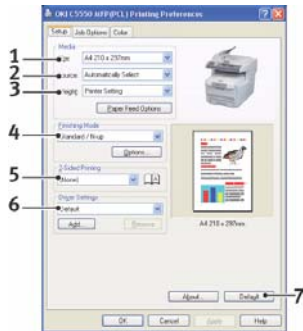 OKI C5550 MFP(PCL) Printing Preferences
Setup Job Options Color
Media
1 Size: A4 210 x 297mm
2 Source: Automatically Select
3 Weight: Printer Setting
Paper Feed Options
4 Finishing Mode
Standard / N-up
Options...
5 2-Sided Printing
(None)
6 Driver Settings
Default
Add... Remove
A4 210 x 297mm
About... Default 7
OK Cancel Apply Help